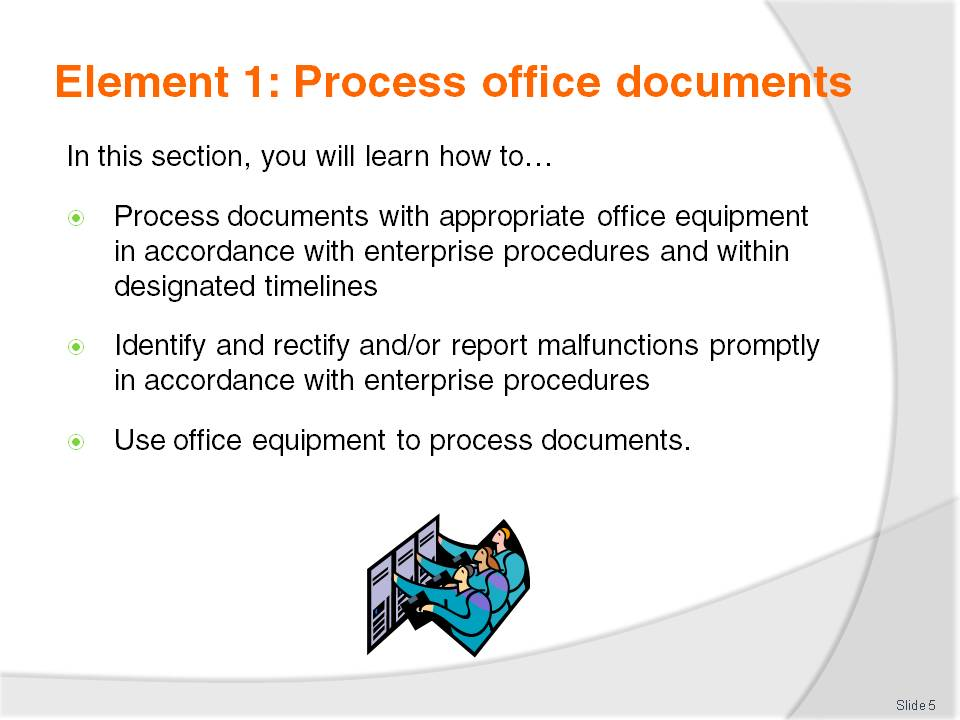 Element 1: Process office documents
In this section, you will learn how to…
Process documents with appropriate office equipment
in accordance with enterprise procedures and within
designated timelines
Identify and rectify and/or report malfunctions promptly
in accordance with enterprise procedures
Use office equipment to process documents.
Slide 5